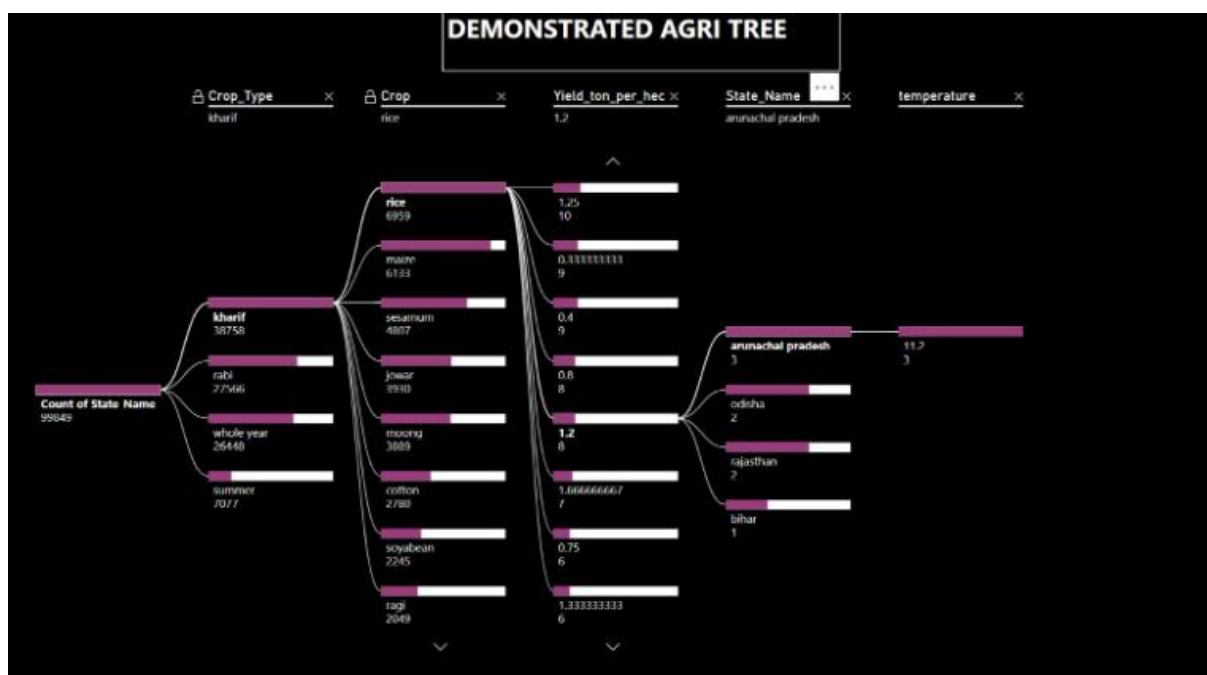 DEMONSTRATED AGRI TREE
Crop_Type × Crop × Yield_ton_per_hec × State_Name ... × temperature ×
kharif rice 1.2 arunachal pradesh
Count of State Name
99849
kharif
38758
rabi
27566
whole year
26448
summer
7077
rice
6959
maize
6133
sesamum
4807
jowar
3930
moong
3889
cotton
2780
soyabean
2245
ragi
2049
1.25
10
0.333333333
9
0.4
9
0.8
8
1.2
8
1.666666667
7
0.75
6
1.333333333
6
arunachal pradesh
3
odisha
2
rajasthan
2
bihar
1
11.2
3